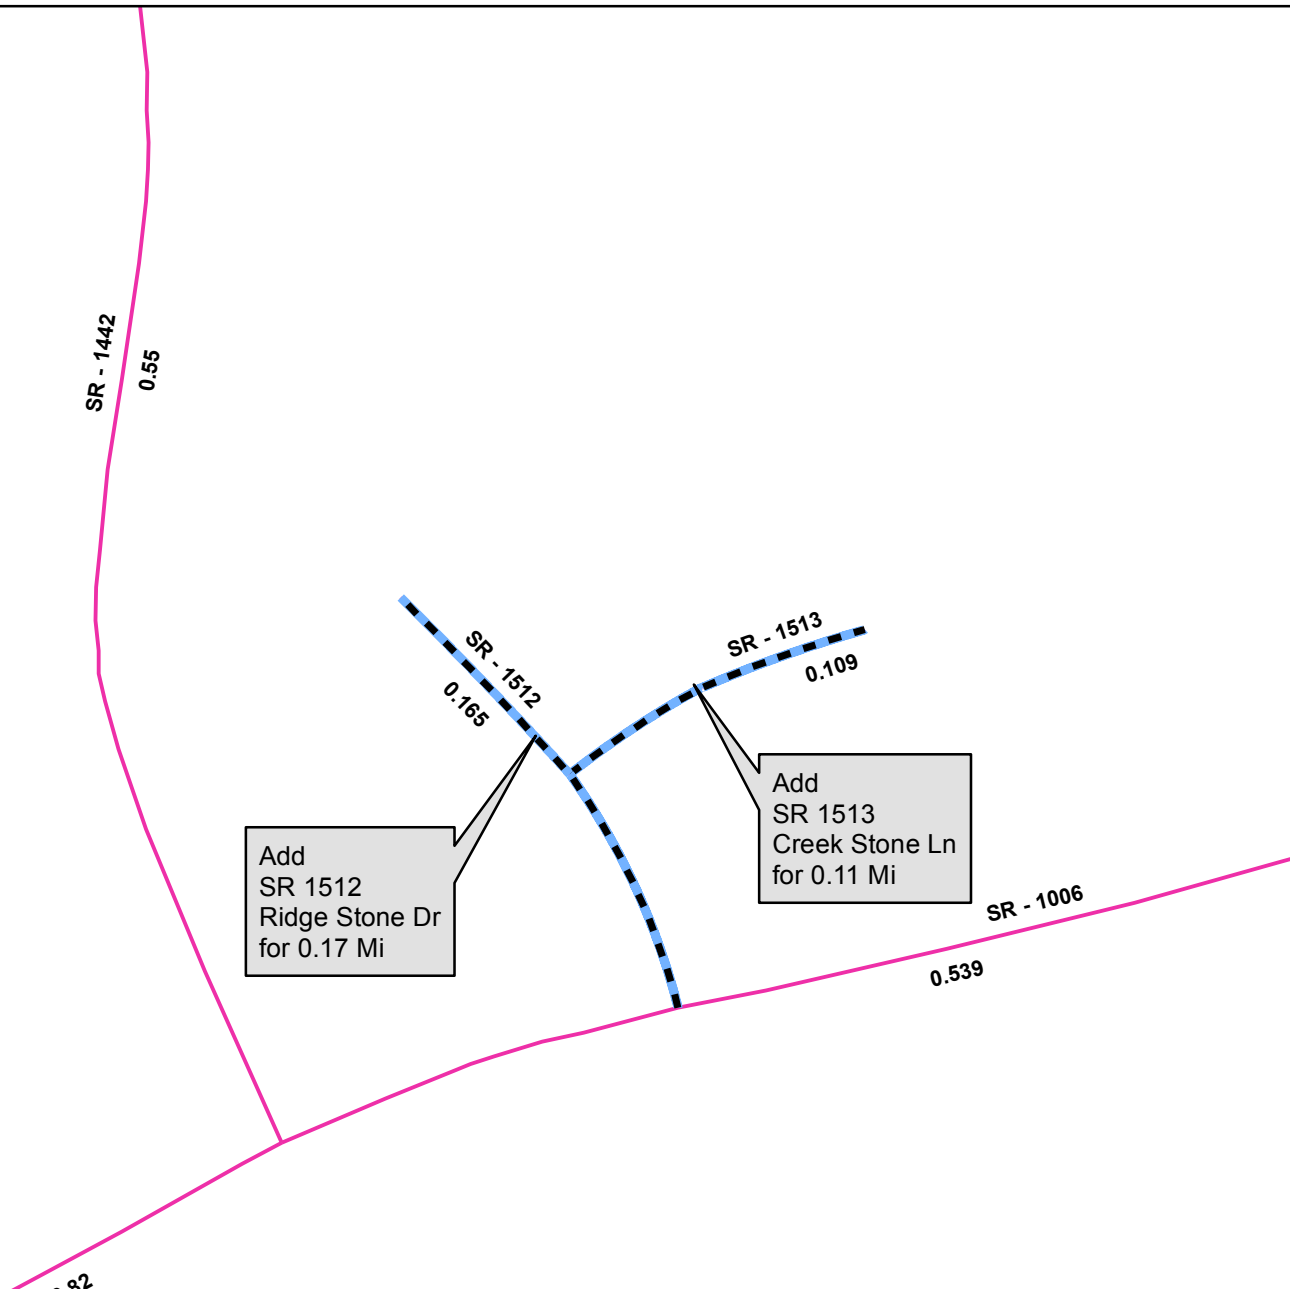 SR - 1442
0.55
SR - 1512
0.165
SR - 1513
0.109
Add
SR 1513
Creek Stone Ln
for 0.11 Mi
Add
SR 1512
Ridge Stone Dr
for 0.17 Mi
SR - 1006
0.539